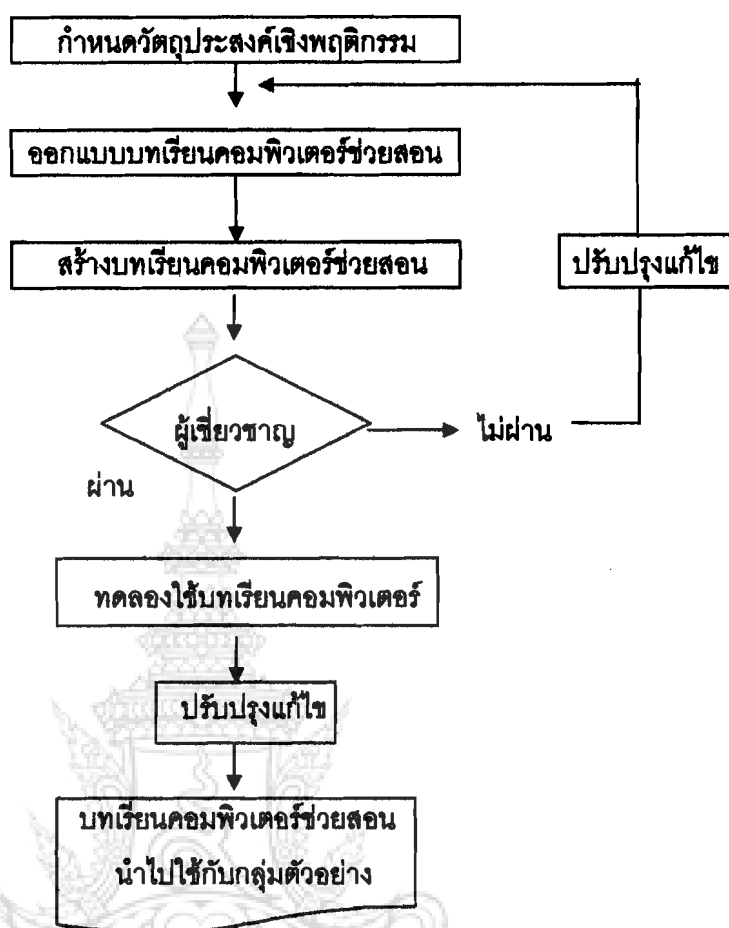 กำหนดวัตถุประสงค์เชิงพฤติกรรม
ออกแบบบทเรียนคอมพิวเตอร์ช่วยสอน
สร้างบทเรียนคอมพิวเตอร์ช่วยสอน
ปรับปรุงแก้ไข
ผู้เชี่ยวชาญ
ไม่ผ่าน
ผ่าน
ทดลองใช้บทเรียนคอมพิวเตอร์
ปรับปรุงแก้ไข
บทเรียนคอมพิวเตอร์ช่วยสอน
นำไปใช้กับกลุ่มตัวอย่าง